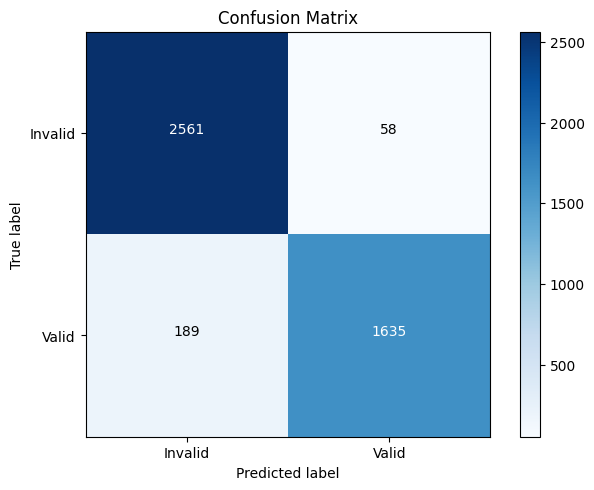 Confusion Matrix
True label
Invalid
2561
58
Valid
189
1635
Invalid
Valid
Predicted label
2500
2000
1500
1000
500